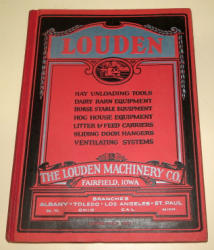 LOUDEN
HAY UNLOADING TOOLS
DAIRY BARN EQUIPMENT
HORSE STABLE EQUIPMENT
HOG HOUSE EQUIPMENT
LITTER & FEED CARRIERS
SLIDING DOOR HANGERS
VENTILATING SYSTEMS
THE LOUDEN MACHINERY CO.
FAIRFIELD, IOWA
BRANCHES
ALBANY - TOLEDO - LOS ANGELES - ST. PAUL
N.Y. OHIO CAL MINN